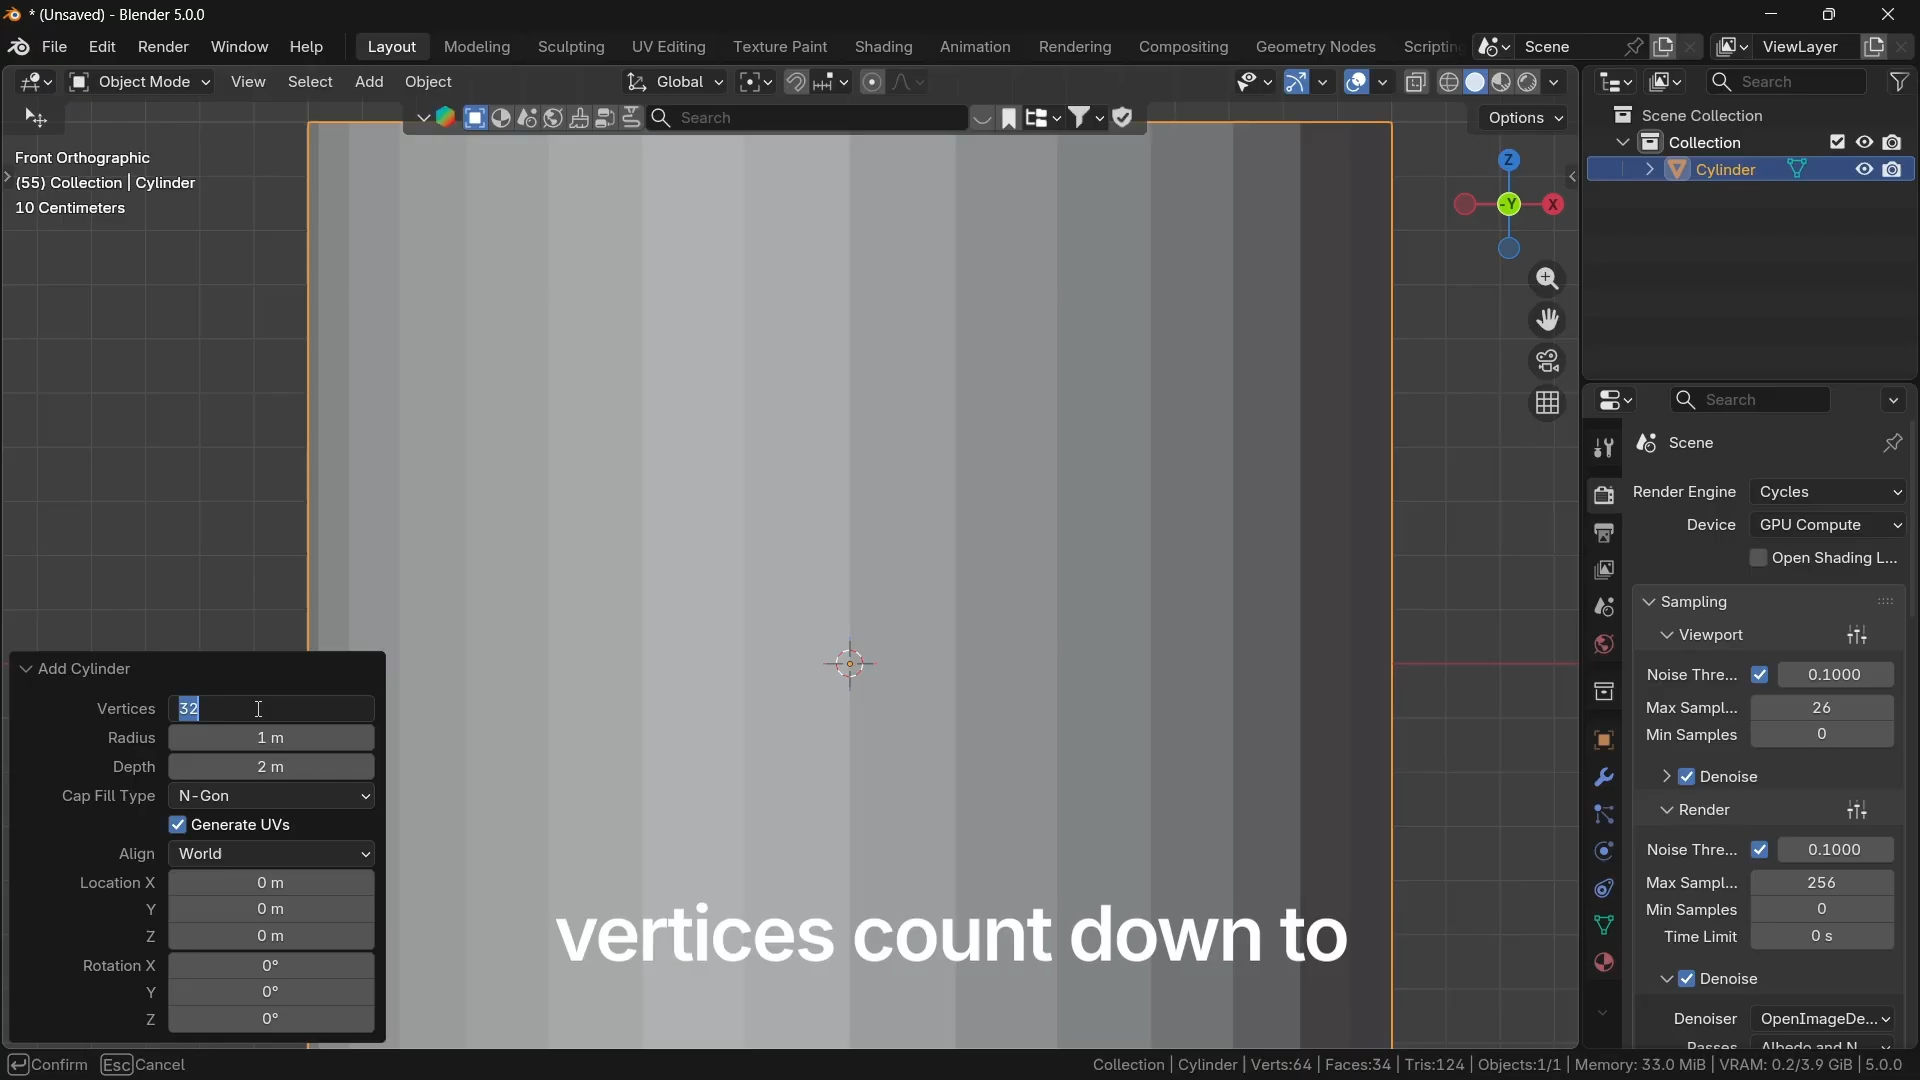 * (Unsaved) - Blender 5.0.0
File Edit Render Window Help Layout Modeling Sculpting UV Editing Texture Paint Shading Animation Rendering Compositing Geometry Nodes Scripting Scene ViewLayer
Object Mode View Select Add Object Global Search
Search Options
Front Orthographic
(55) Collection | Cylinder
10 Centimeters
Z
-Y
X
Scene Collection
Collection
Cylinder
Search
Scene
Render Engine Cycles
Device GPU Compute
Open Shading L...
Sampling
Viewport
Noise Thre... 0.1000
Max Sampl... 26
Min Samples 0
Denoise
Render
Noise Thre... 0.1000
Max Sampl... 256
Min Samples 0
Time Limit 0 s
Denoise
Denoiser OpenImageDe...
Passes Albedo and N...
Add Cylinder
Vertices 32
Radius 1 m
Depth 2 m
Cap Fill Type N-Gon
Generate UVs
Align World
Location X 0 m
Y 0 m
Z 0 m
Rotation X 0°
Y 0°
Z 0°
vertices count down to
Confirm Esc Cancel
Collection | Cylinder | Verts:64 | Faces:34 | Tris:124 | Objects:1/1 | Memory: 33.0 MiB | VRAM: 0.2/3.9 GiB | 5.0.0